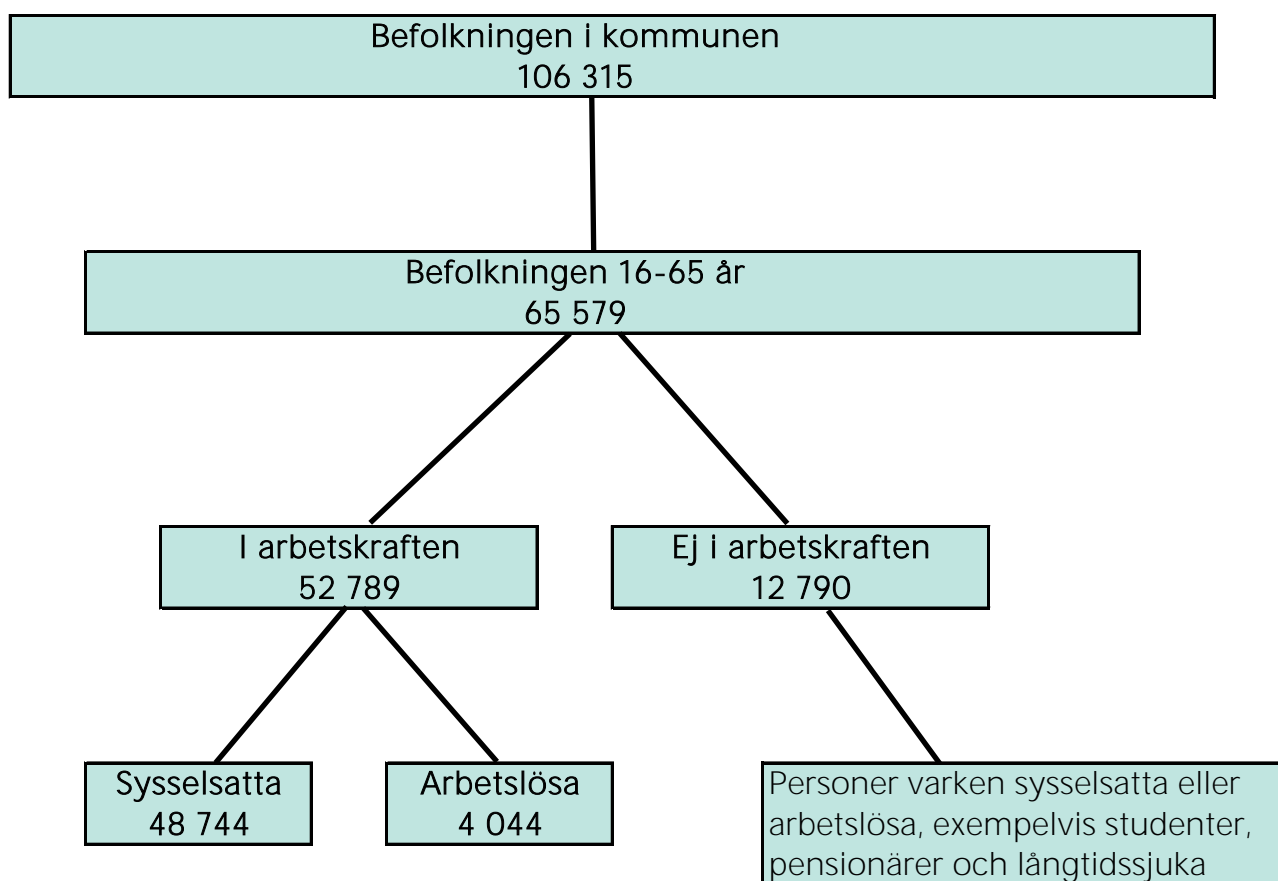 Befolkningen i kommunen
106 315
Befolkningen 16-65 år
65 579
I arbetskraften
52 789
Ej i arbetskraften
12 790
Sysselsatta
48 744
Arbetslösa
4 044
Personer varken sysselsatta eller
arbetslösa, exempelvis studenter,
pensionärer och långtidssjuka